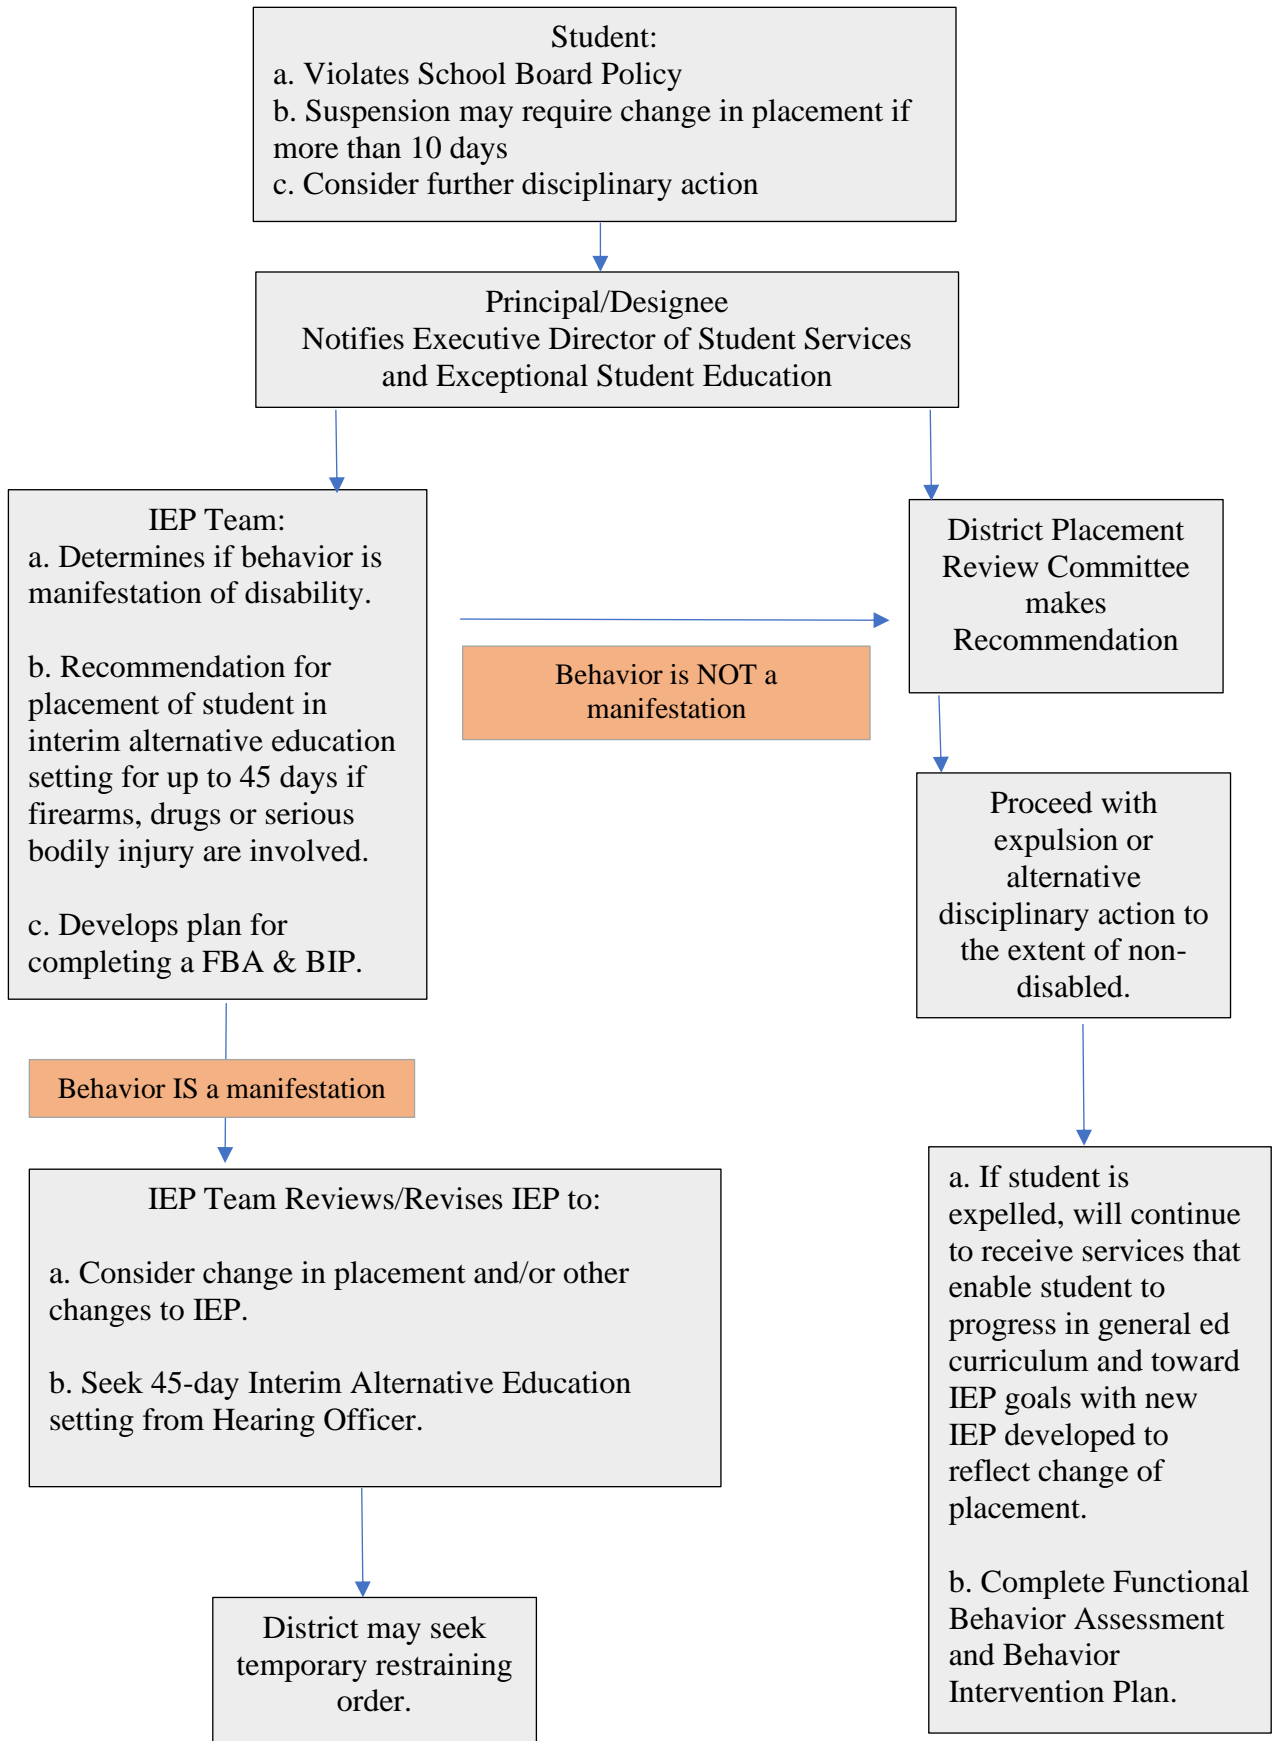 Student:
a. Violates School Board Policy
b. Suspension may require change in placement if
more than 10 days
c. Consider further disciplinary action
Principal/Designee
Notifies Executive Director of Student Services
and Exceptional Student Education
IEP Team:
a. Determines if behavior is
manifestation of disability.
b. Recommendation for
placement of student in
interim alternative education
setting for up to 45 days if
firearms, drugs or serious
bodily injury are involved.
c. Develops plan for
completing a FBA & BIP.
Behavior is NOT a
manifestation
District Placement
Review Committee
makes
Recommendation
Proceed with
expulsion or
alternative
disciplinary action to
the extent of non-
disabled.
Behavior IS a manifestation
IEP Team Reviews/Revises IEP to:
a. Consider change in placement and/or other
changes to IEP.
b. Seek 45-day Interim Alternative Education
setting from Hearing Officer.
District may seek
temporary restraining
order.
a. If student is
expelled, will continue
to receive services that
enable student to
progress in general ed
curriculum and toward
IEP goals with new
IEP developed to
reflect change of
placement.
b. Complete Functional
Behavior Assessment
and Behavior
Intervention Plan.